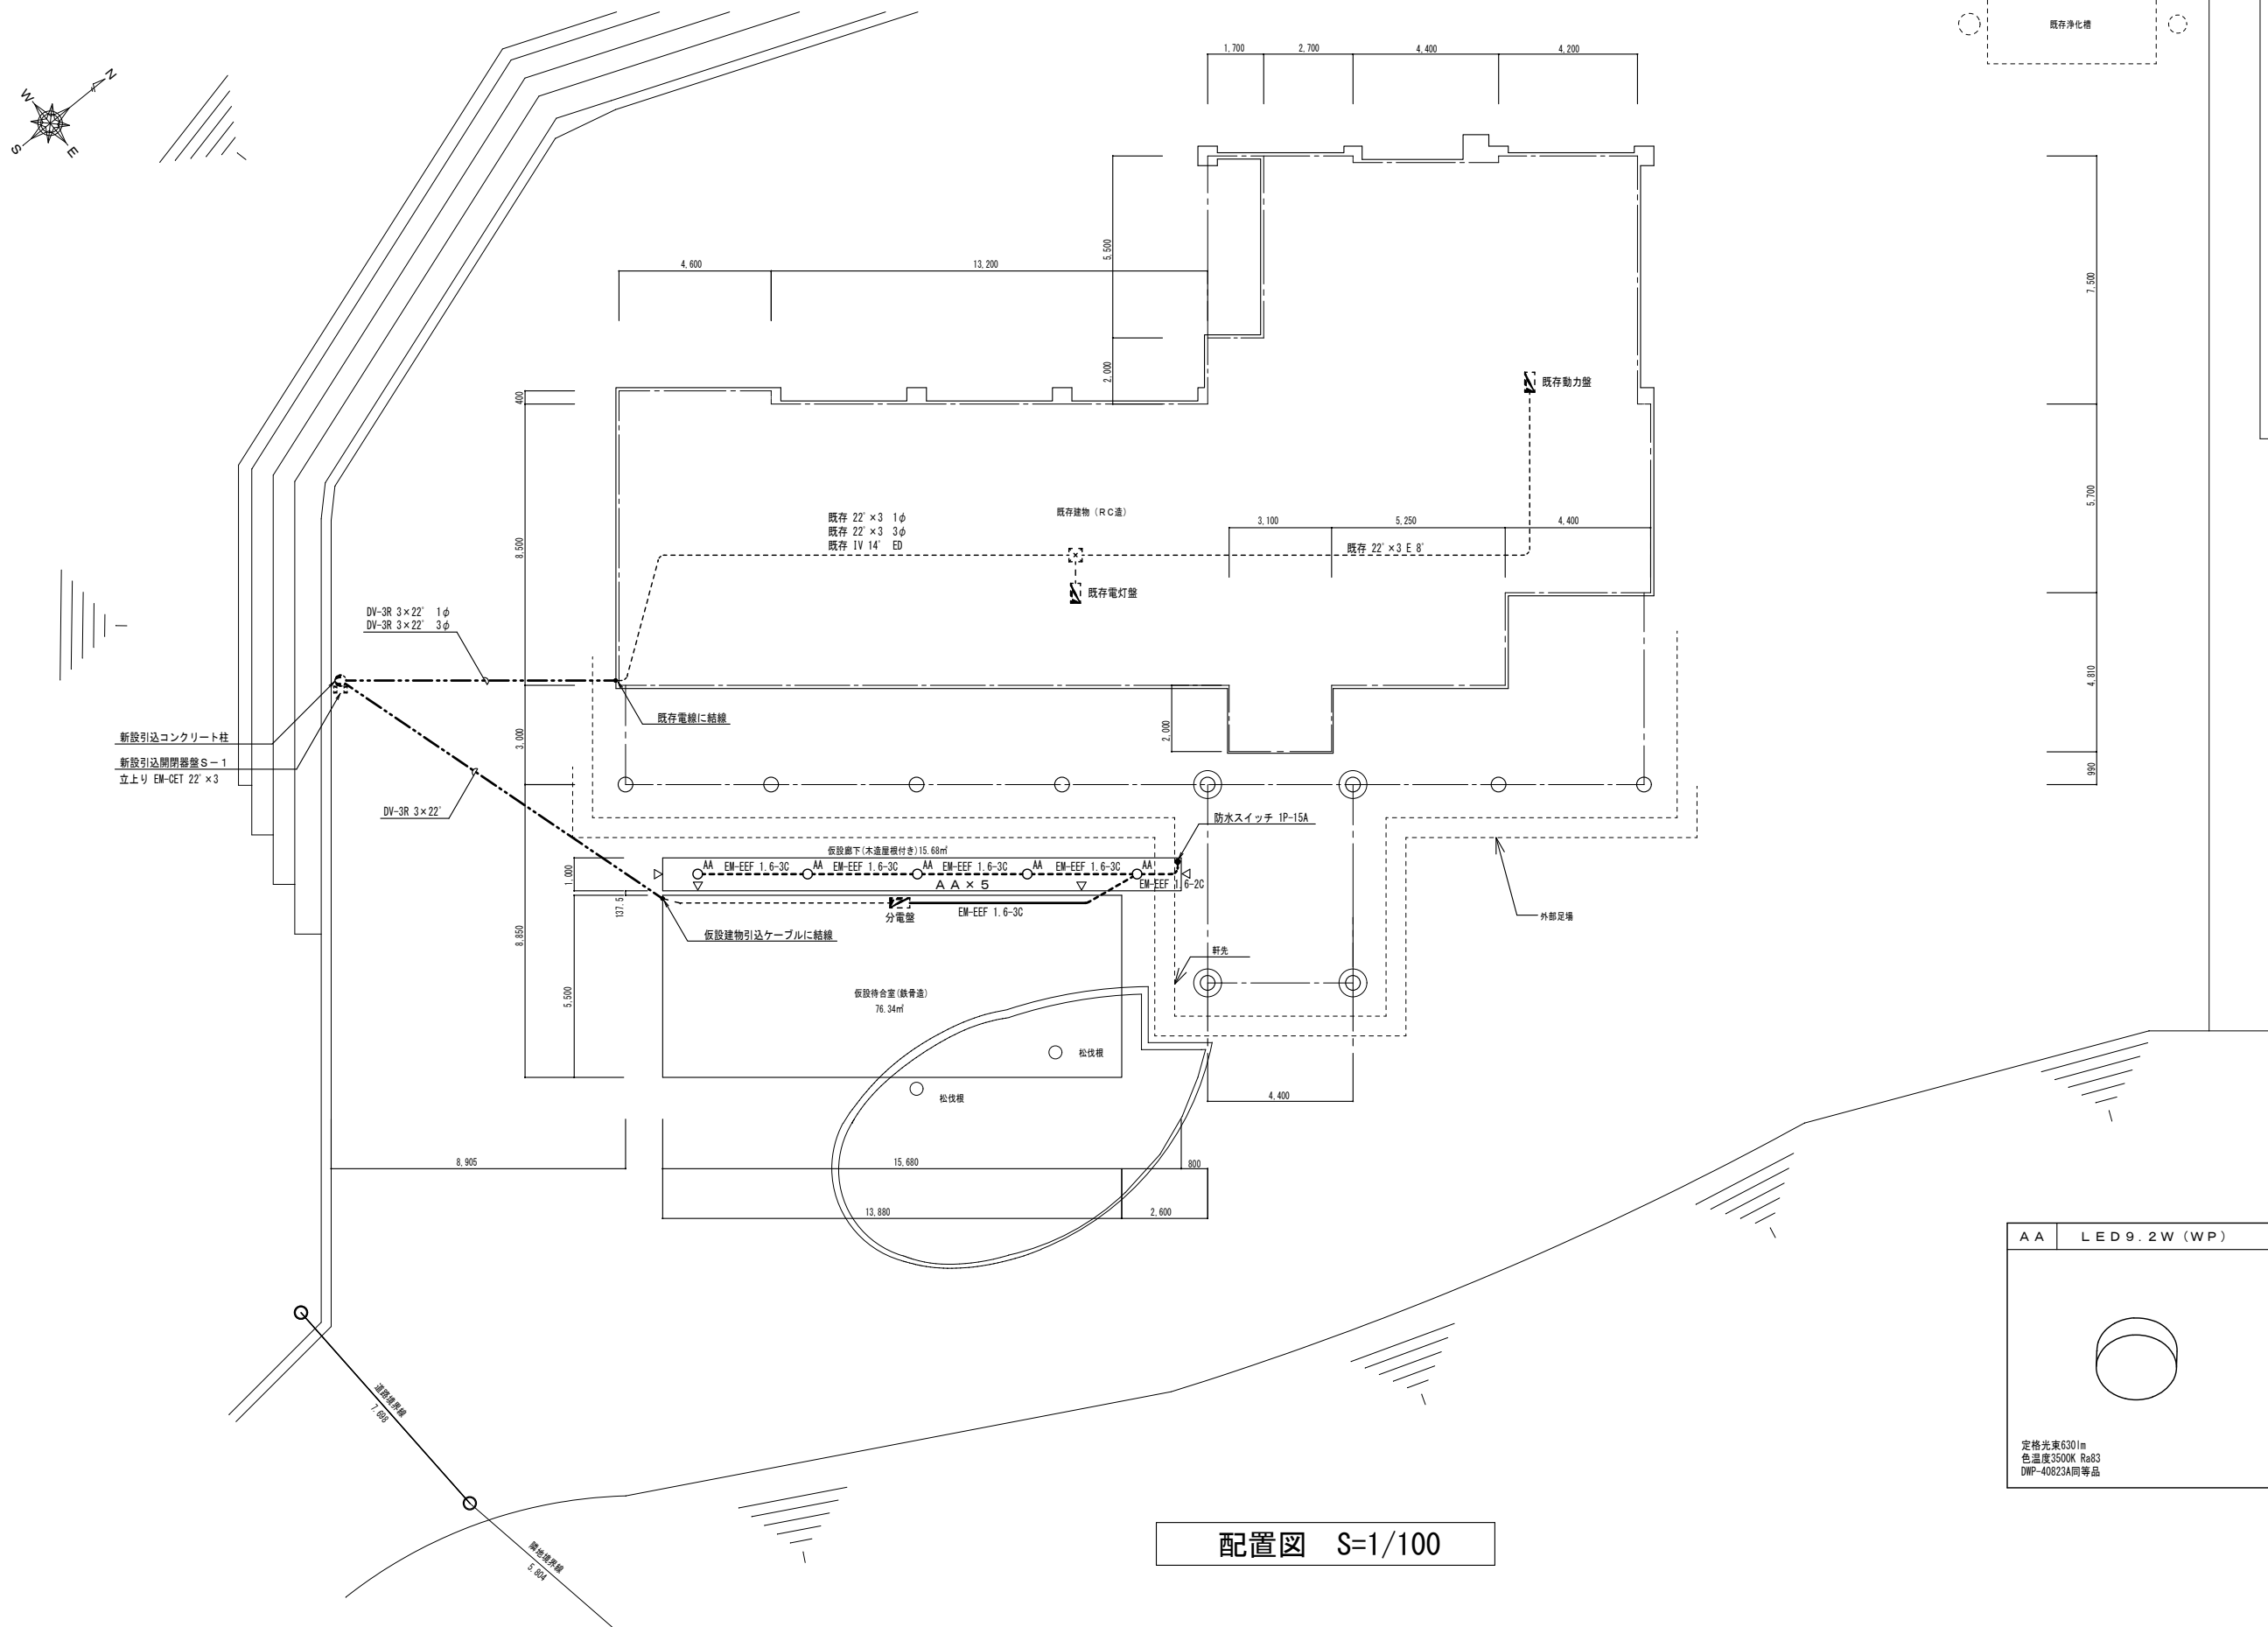 既存浄化槽
1,700
2,700
4,400
4,200
N
W
S
E
5,500
7,500
4,600
13,200
2,000
400
既存動力盤
既存 22゜×3 1φ
既存 22゜×3 3φ
既存 IV 14゜ ED
既存建物（ＲＣ造）
3,100
5,250
4,400
既存 22゜×3 E 8゜
5,700
8,500
既存電灯盤
DV-3R 3×22゜ 1φ
DV-3R 3×22゜ 3φ
4,810
既存電線に結線
新設引込コンクリート柱
新設引込開閉器盤Ｓ－１
立上り EM-CET 22゜×3
3,000
2,000
990
DV-3R 3×22゜
防水スイッチ 1P-15A
仮設廊下(木造屋根付き)15.68㎡
1,000
AA
EM-EEF 1.6-3C
AA
EM-EEF 1.6-3C
AA
EM-EEF 1.6-3C
AA
EM-EEF 1.6-3C
AA
ＡＡ×５
EM-EEF 1.6-2C
137.5
分電盤
EM-EEF 1.6-3C
外部足場
8,850
仮設建物引込ケーブルに結線
軒先
5,500
仮設待合室(鉄骨造)
76.34㎡
松伐根
松伐根
4,400
8,905
15,680
800
13,880
2,600
ＡＡ
ＬＥＤ９．２Ｗ（ＷＰ）
定格光束630lm
色温度3500K Ra83
DWP-40823A同等品
道路境界線
7,698
隣地境界線
5,804
配置図 S=1/100